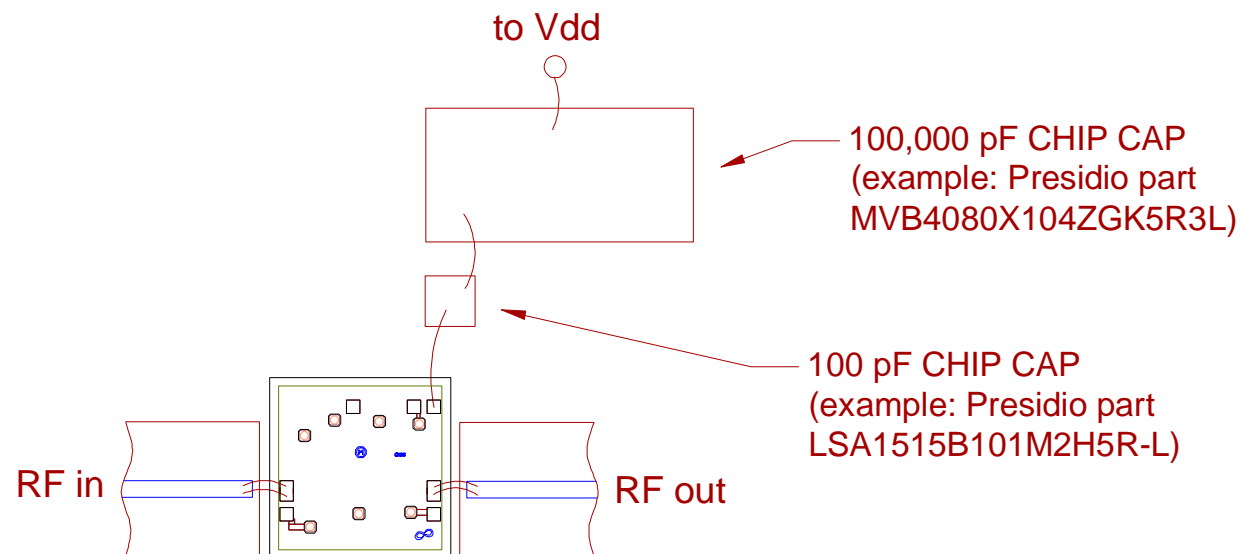 to Vdd
100,000 pF CHIP CAP
(example: Presidio part
MVB4080X104ZGK5R3L)
100 pF CHIP CAP
(example: Presidio part
LSA1515B101M2H5R-L)
RF in
RF out